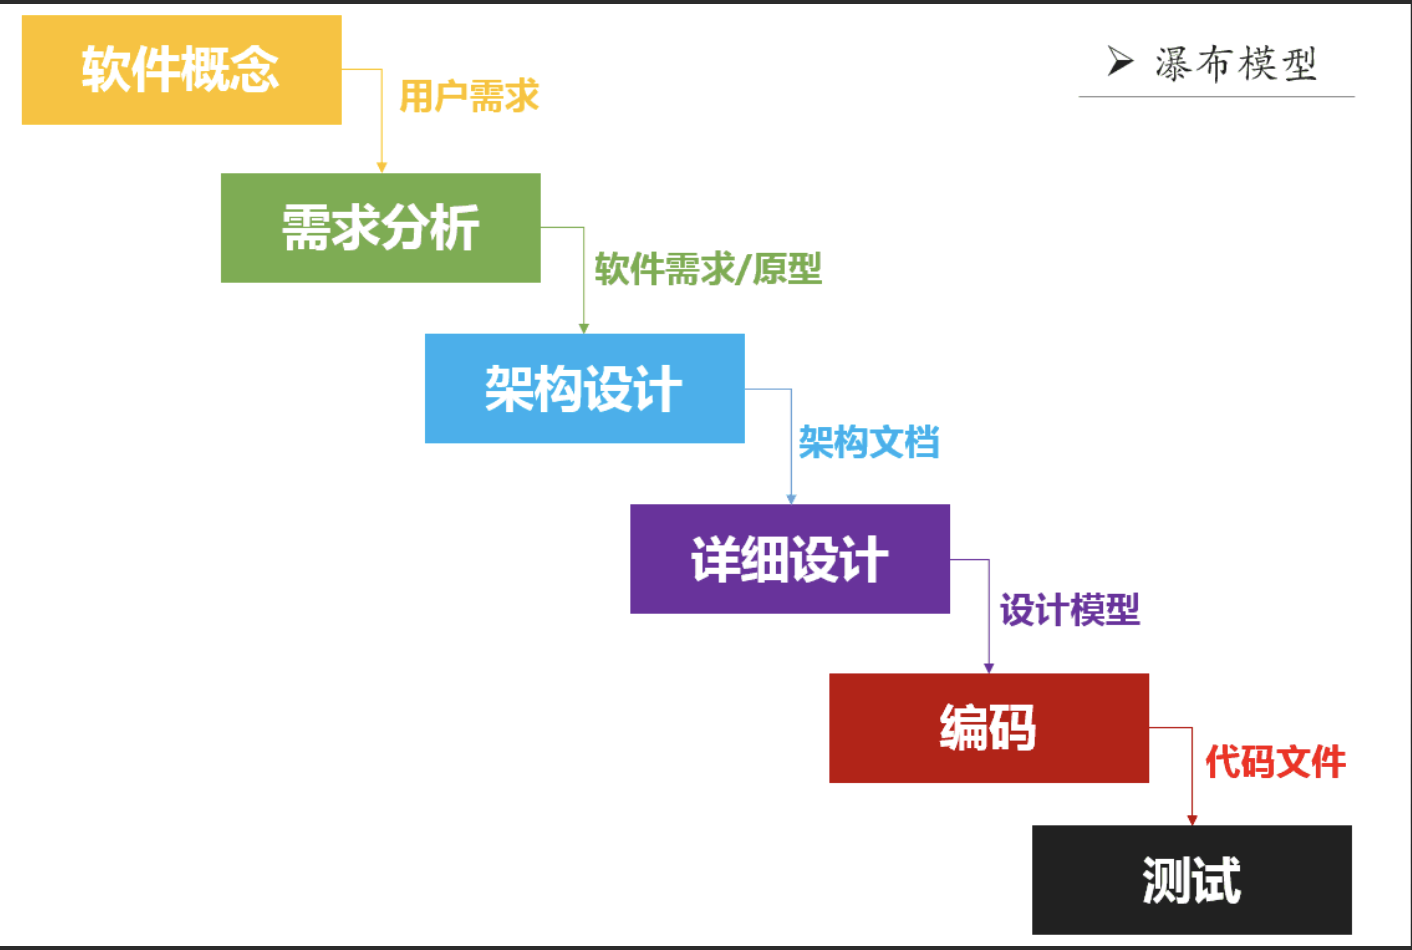 软件概念
瀑布模型
用户需求
需求分析
软件需求/原型
架构设计
架构文档
详细设计
设计模型
编码
代码文件
测试